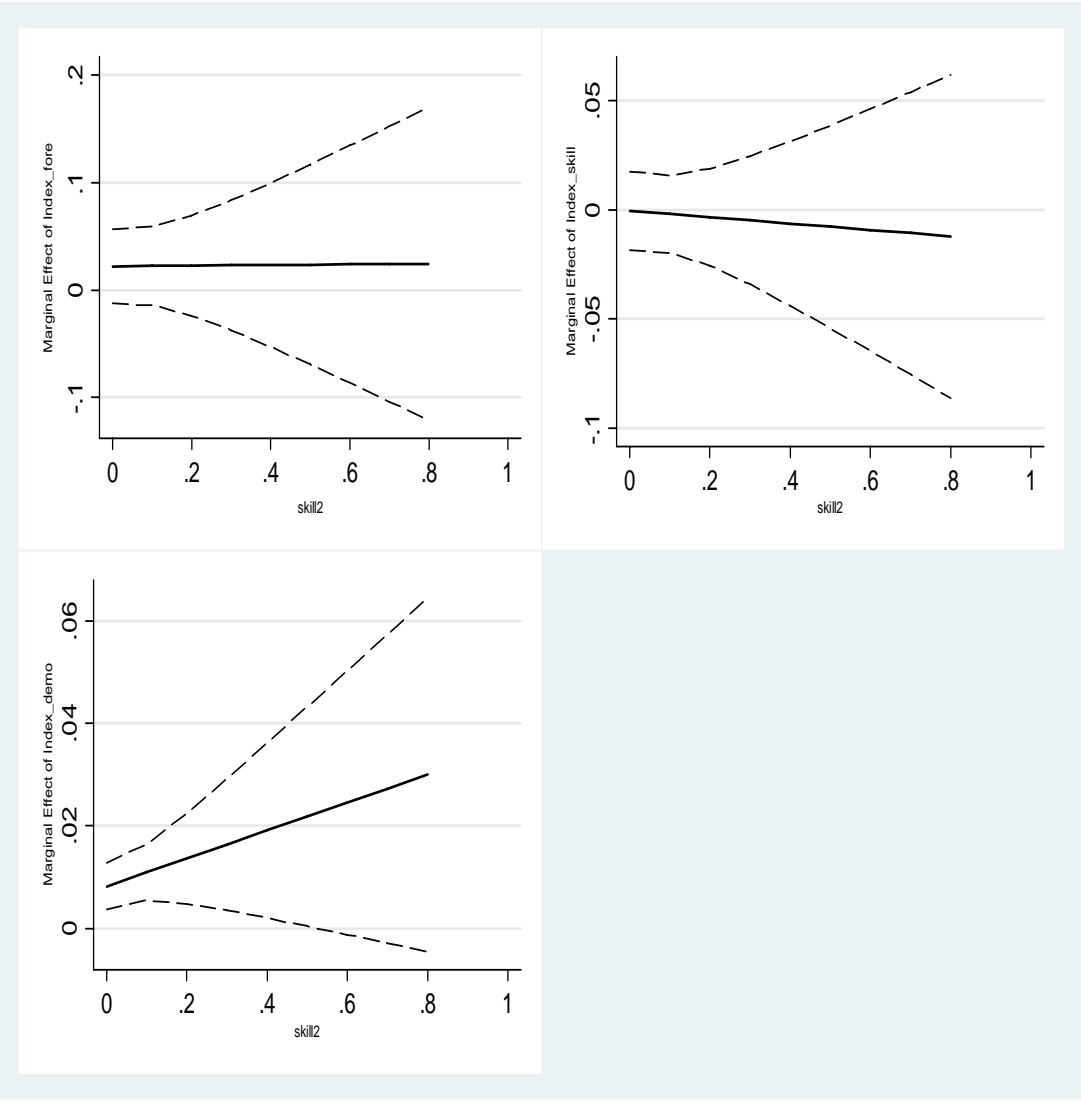 Marginal Effect of Index_fore
.2
.1
0
-.1
0 .2 .4 .6 .8 1
skill2
Marginal Effect of Index_skill
.05
0
-.05
-.1
0 .2 .4 .6 .8 1
skill2
Marginal Effect of Index_demo
.06
.04
.02
0
0 .2 .4 .6 .8 1
skill2